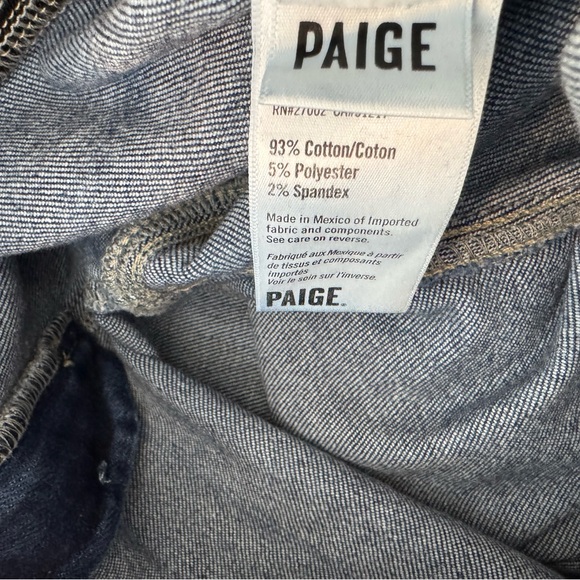 PAIGE
93% Cotton/Coton
5% Polyester
2% Spandex
Made in Mexico of Imported
fabric and components.
See care on reverse.
Fabriqué aux Mexique à partir
de tissus et composants
importés
Voir le soin sur l'inverse.
PAIGE